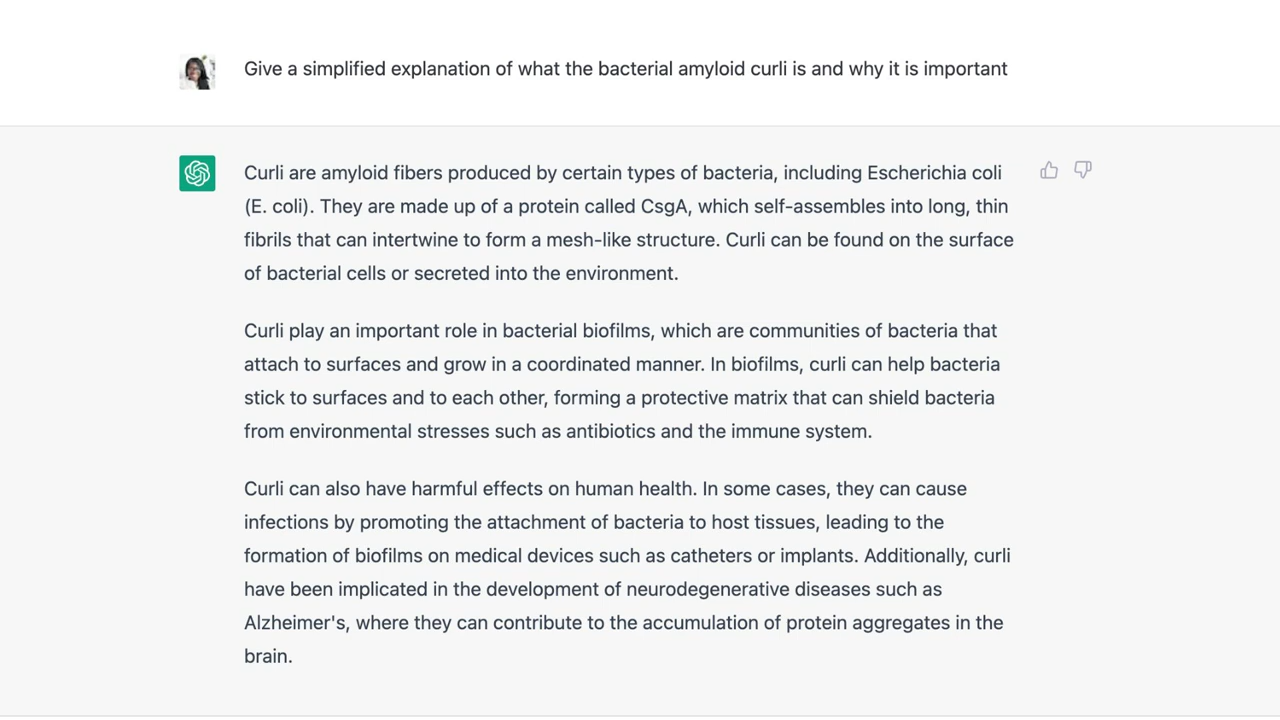 Give a simplified explanation of what the bacterial amyloid curli is and why it is important
Curli are amyloid fibers produced by certain types of bacteria, including Escherichia coli
(E. coli). They are made up of a protein called CsgA, which self-assembles into long, thin
fibrils that can intertwine to form a mesh-like structure. Curli can be found on the surface
of bacterial cells or secreted into the environment.
Curli play an important role in bacterial biofilms, which are communities of bacteria that
attach to surfaces and grow in a coordinated manner. In biofilms, curli can help bacteria
stick to surfaces and to each other, forming a protective matrix that can shield bacteria
from environmental stresses such as antibiotics and the immune system.
Curli can also have harmful effects on human health. In some cases, they can cause
infections by promoting the attachment of bacteria to host tissues, leading to the
formation of biofilms on medical devices such as catheters or implants. Additionally, curli
have been implicated in the development of neurodegenerative diseases such as
Alzheimer's, where they can contribute to the accumulation of protein aggregates in the
brain.